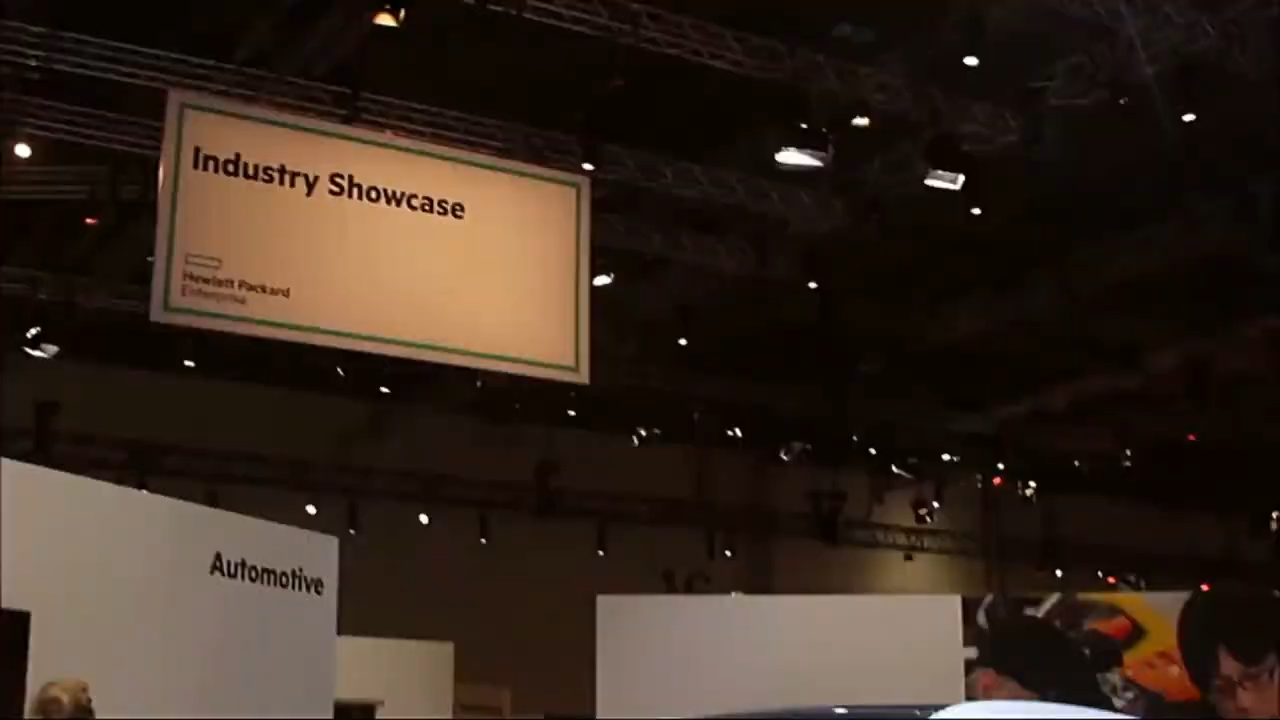 Industry Showcase
Hewlett Packard
Enterprise
Automotive